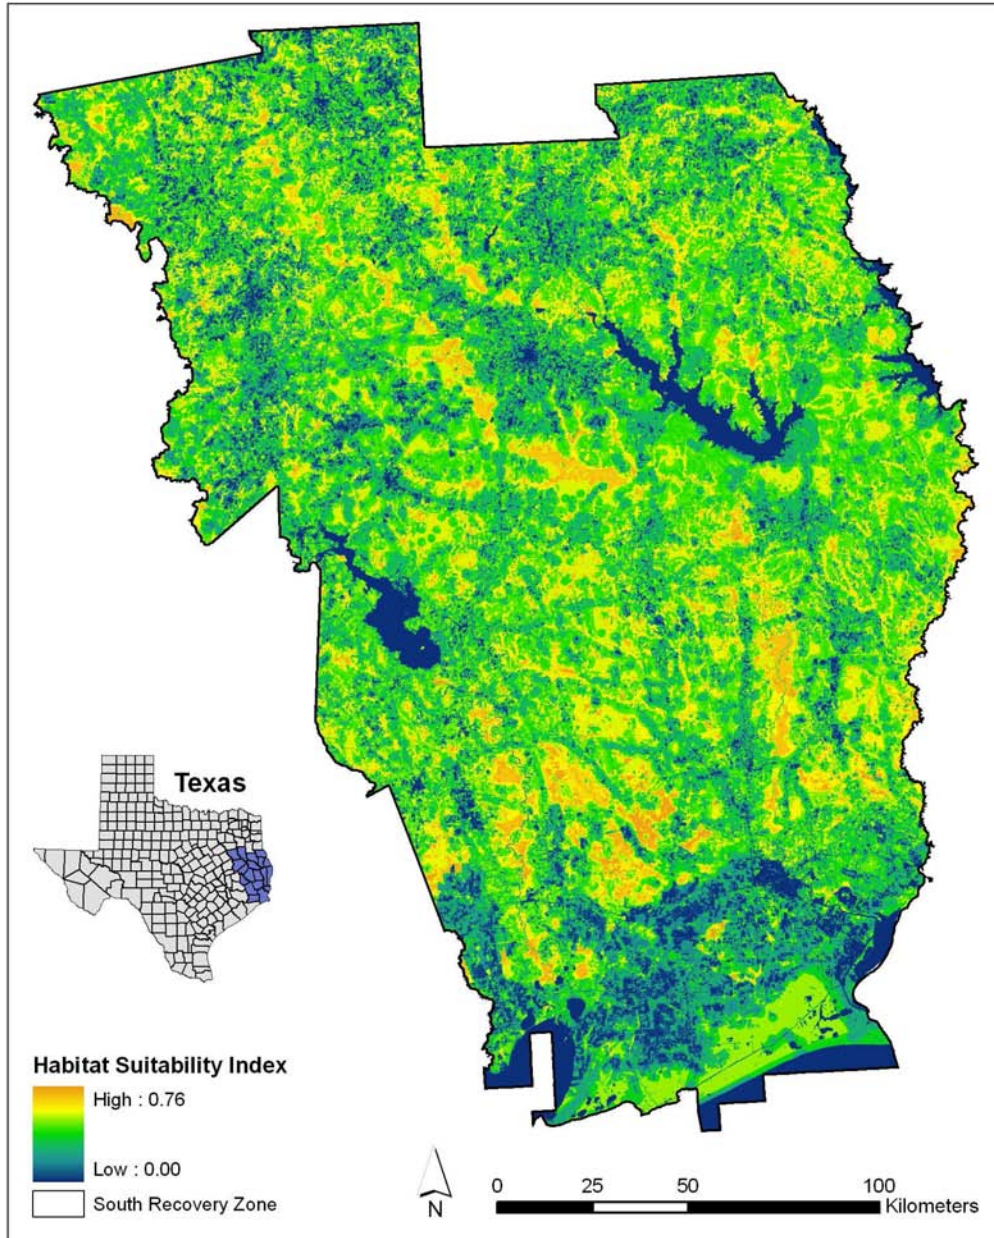 Texas
Habitat Suitability Index
High : 0.76
Low : 0.00
South Recovery Zone
N
0 25 50 100
Kilometers